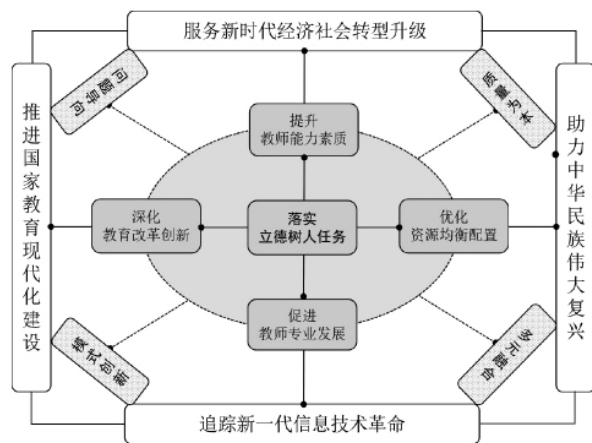 服务新时代经济社会转型升级
问题导向
质量为本
推进国家教育现代化建设
助力中华民族伟大复兴
提升
教师能力素质
深化
教育改革创新
落实
立德树人任务
优化
资源均衡配置
促进
教师专业发展
模式创新
多元融合
追踪新一代信息技术革命